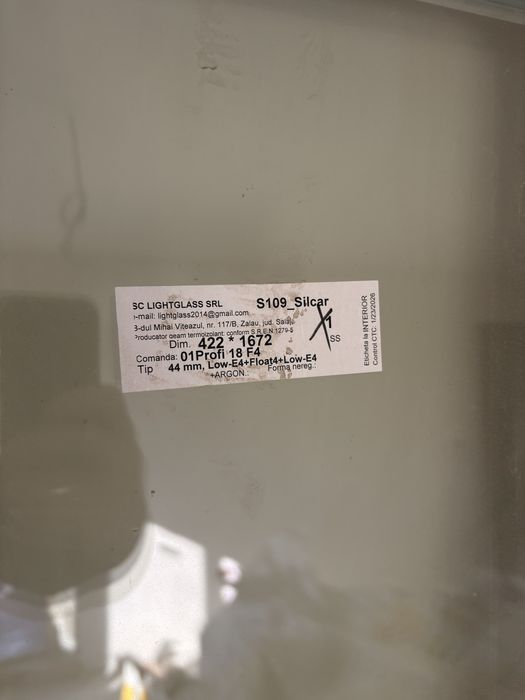 SC LIGHTGLASS SRL S109_Silcar
-mail: lightglass2014@gmail.com
3-dul Mihai Viteazul, nr. 117/B, Zalau, jud. Salaj,
Producator geam termoizolant: conform S R EN 1279-5
Dim. 422 * 1672 SS
Comanda: 01Profi 18 F4
Tip 44 mm, Low-E4+Float4+Low-E4
+ARGON.: Forma nereg.:
Eticheta la INTERIOR
Control CTC: 1/23/2026